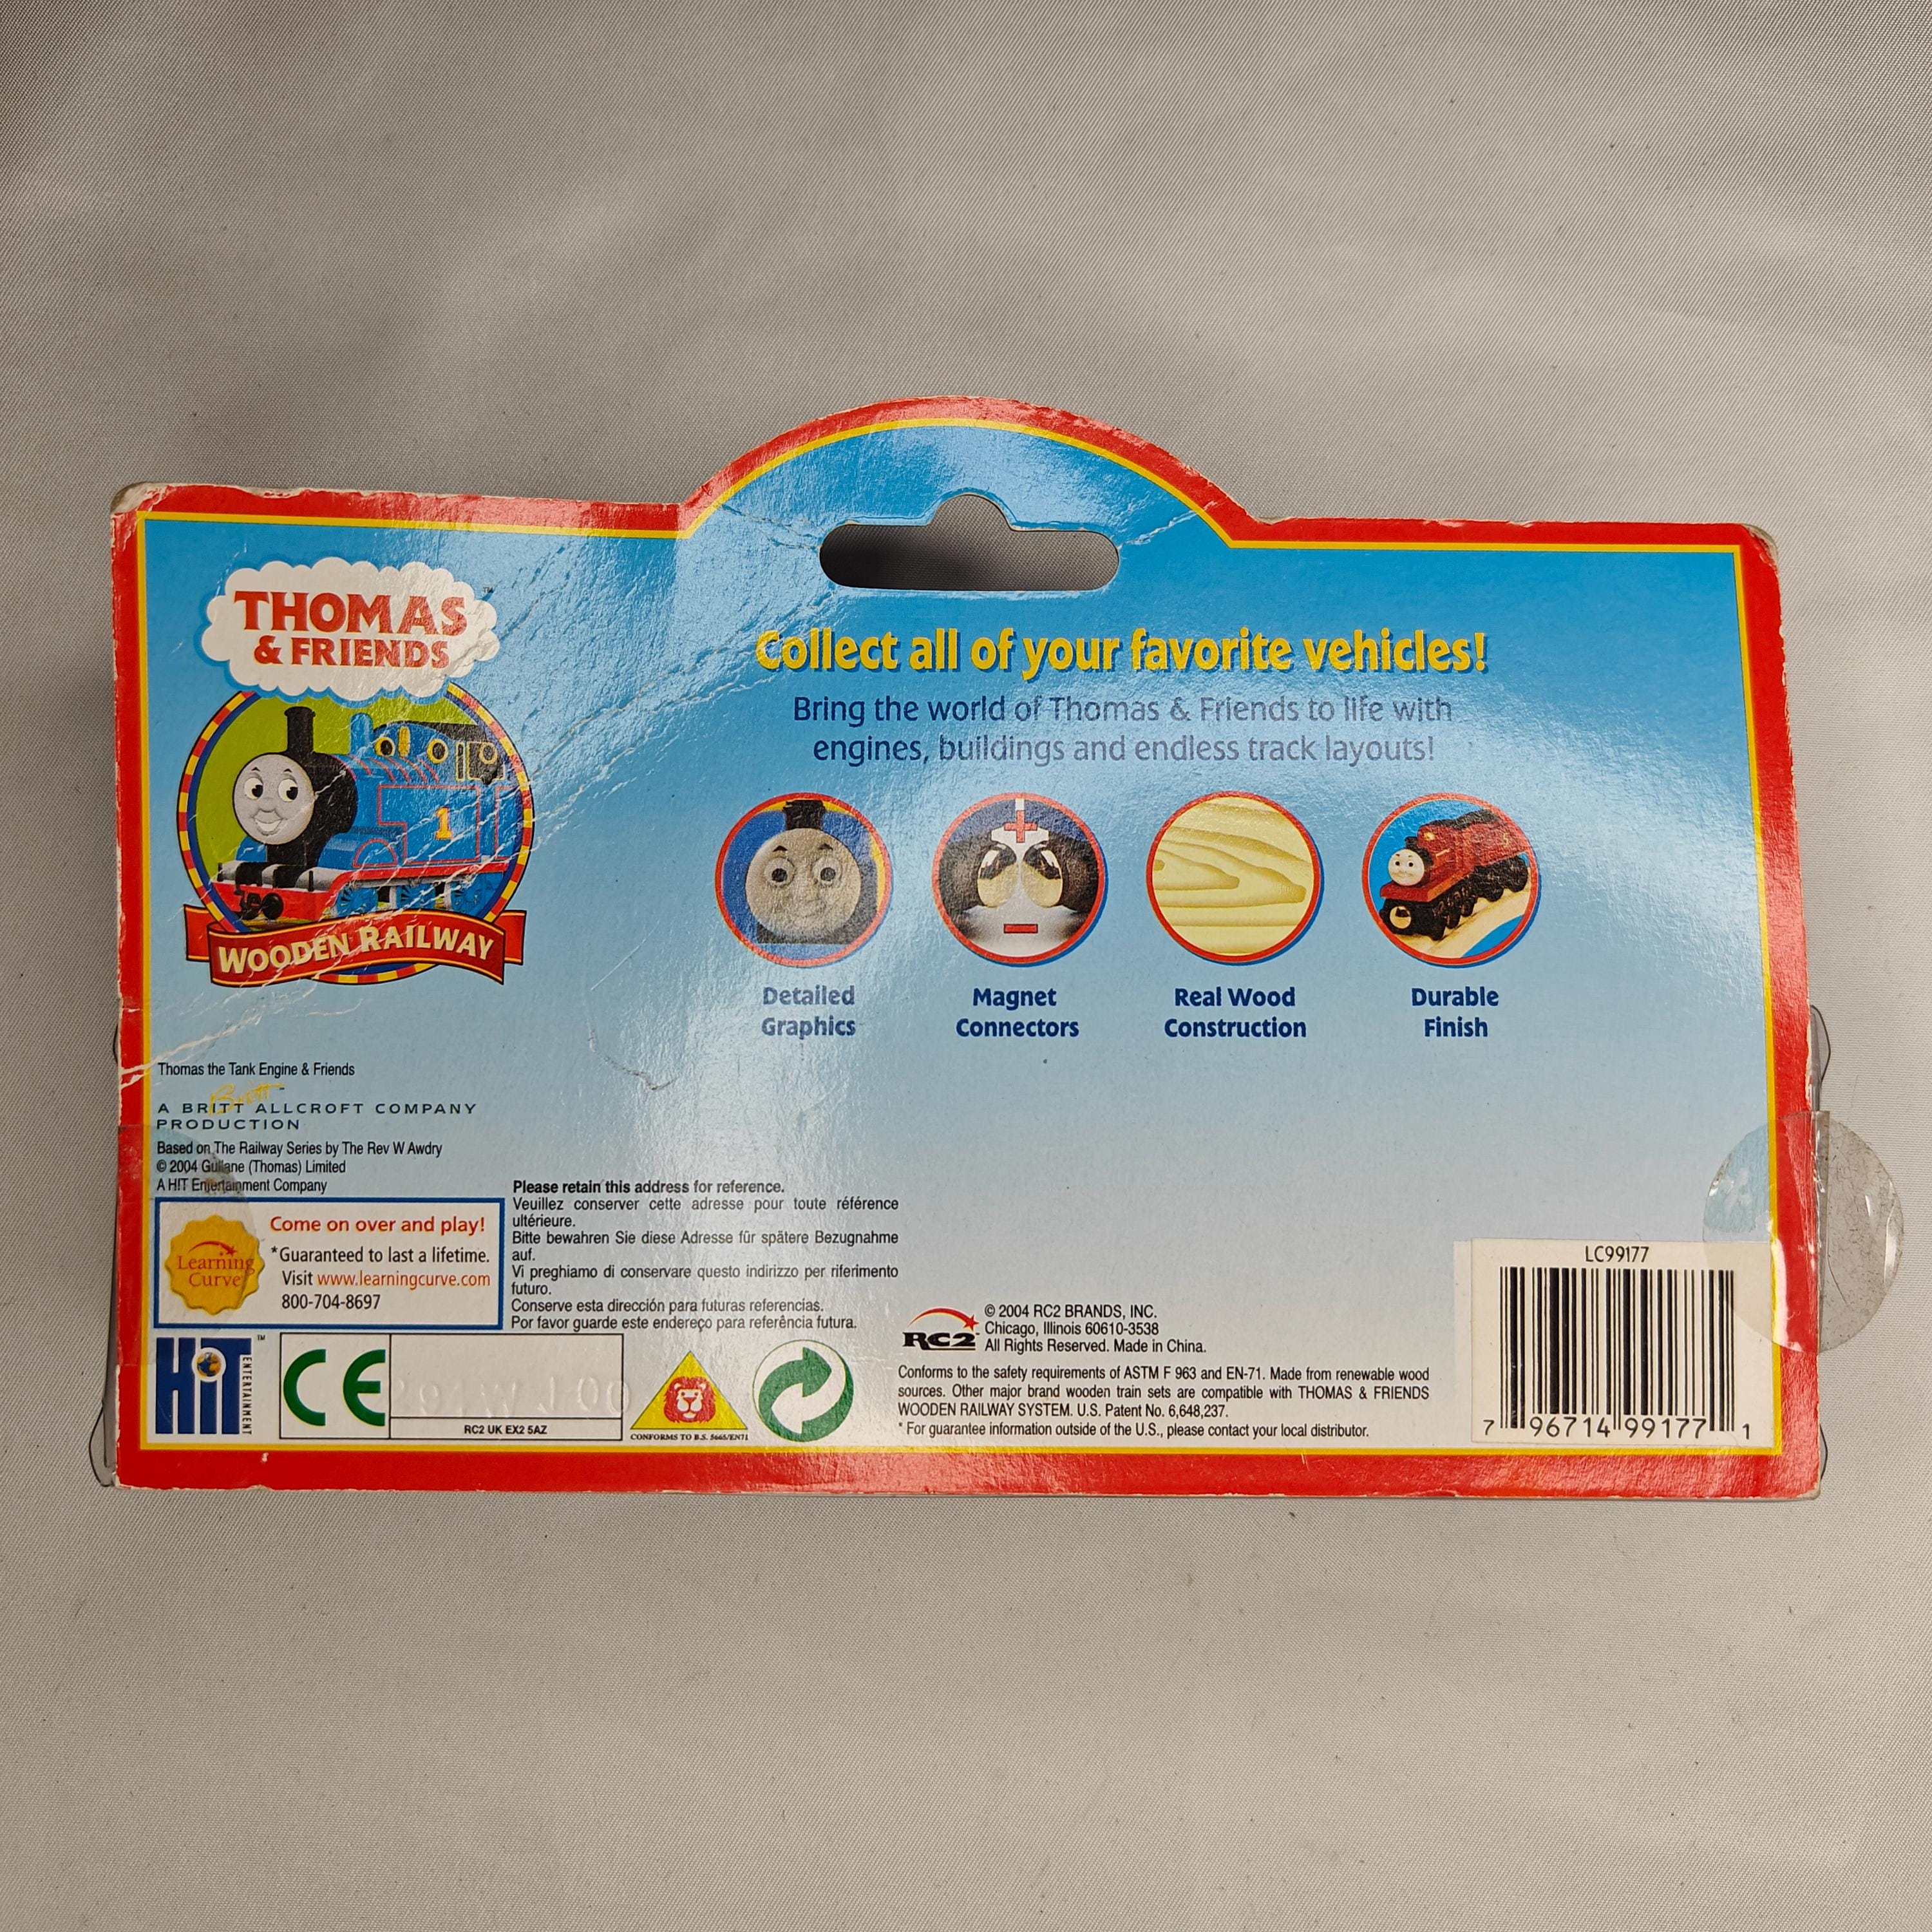 THOMAS
& FRIENDS
™
1
WOODEN RAILWAY
Collect all of your favorite vehicles!
Bring the world of Thomas & Friends to life with
engines, buildings and endless track layouts!
5
Detailed
Graphics
Magnet
Connectors
Real Wood
Construction
Durable
Finish
Thomas the Tank Engine & Friends
Britt
A BRITT ALLCROFT COMPANY
PRODUCTION
Based on The Railway Series by The Rev W Awdry
© 2004 Gullane (Thomas) Limited
A HIT Entertainment Company
Learning
Curve
Come on over and play!
*Guaranteed to last a lifetime.
Visit www.learningcurve.com
800-704-8697
Please retain this address for reference.
Veuillez conserver cette adresse pour toute référence
ultérieure.
Bitte bewahren Sie diese Adresse für spätere Bezugnahme
auf.
Vi preghiamo di conservare questo indirizzo per riferimento
futuro.
Conserve esta dirección para futuras referencias.
Por favor guarde este endereço para referência futura.
HiT ENTERTAINMENT ™
CE
RC2 UK EX2 5AZ
CONFORMS TO B.S. 5665/EN71
RC2
© 2004 RC2 BRANDS, INC.
Chicago, Illinois 60610-3538
All Rights Reserved. Made in China.
Conforms to the safety requirements of ASTM F 963 and EN-71. Made from renewable wood
sources. Other major brand wooden train sets are compatible with THOMAS & FRIENDS
WOODEN RAILWAY SYSTEM. U.S. Patent No. 6,648,237.
* For guarantee information outside of the U.S., please contact your local distributor.
LC99177
7 96714 99177 1